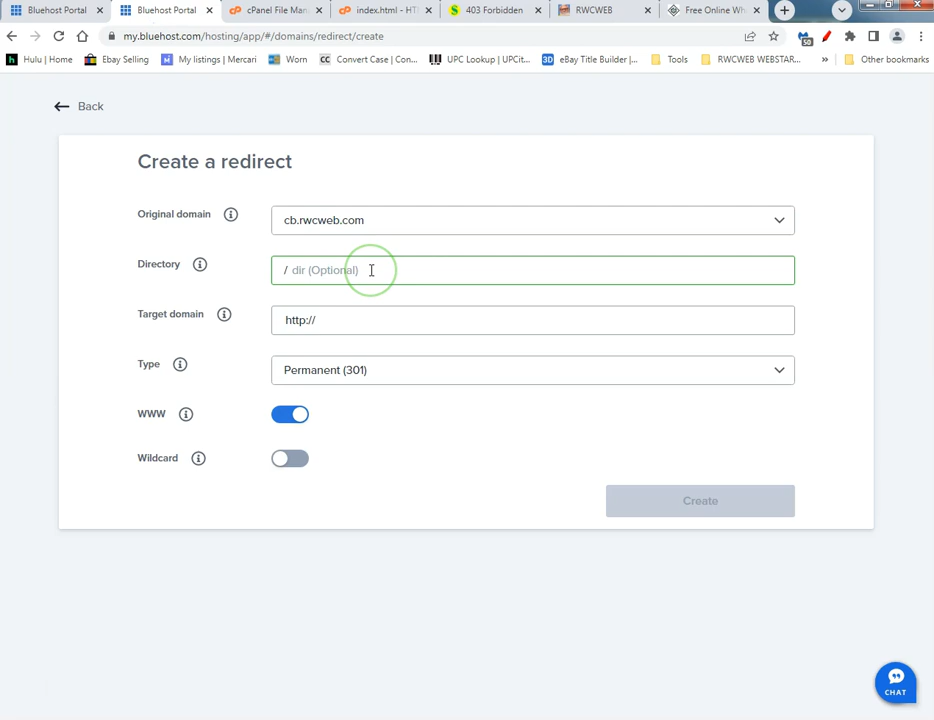 Bluehost Portal
Bluehost Portal
cPanel File Man
index.html - HT
403 Forbidden
RWCWEB
Free Online Wh
my.bluehost.com/hosting/app/#/domains/redirect/create
50
h Hulu | Home
Ebay Selling
My listings | Mercari
Worn
CC Convert Case | Con...
UPC Lookup | UPCit...
3D eBay Title Builder |...
Tools
RWCWEB WEBSTAR...
»
Other bookmarks
Back
Create a redirect
Original domain
cb.rwcweb.com
Directory
/ dir (Optional)
Target domain
http://
Type
Permanent (301)
WWW
Wildcard
Create
CHAT